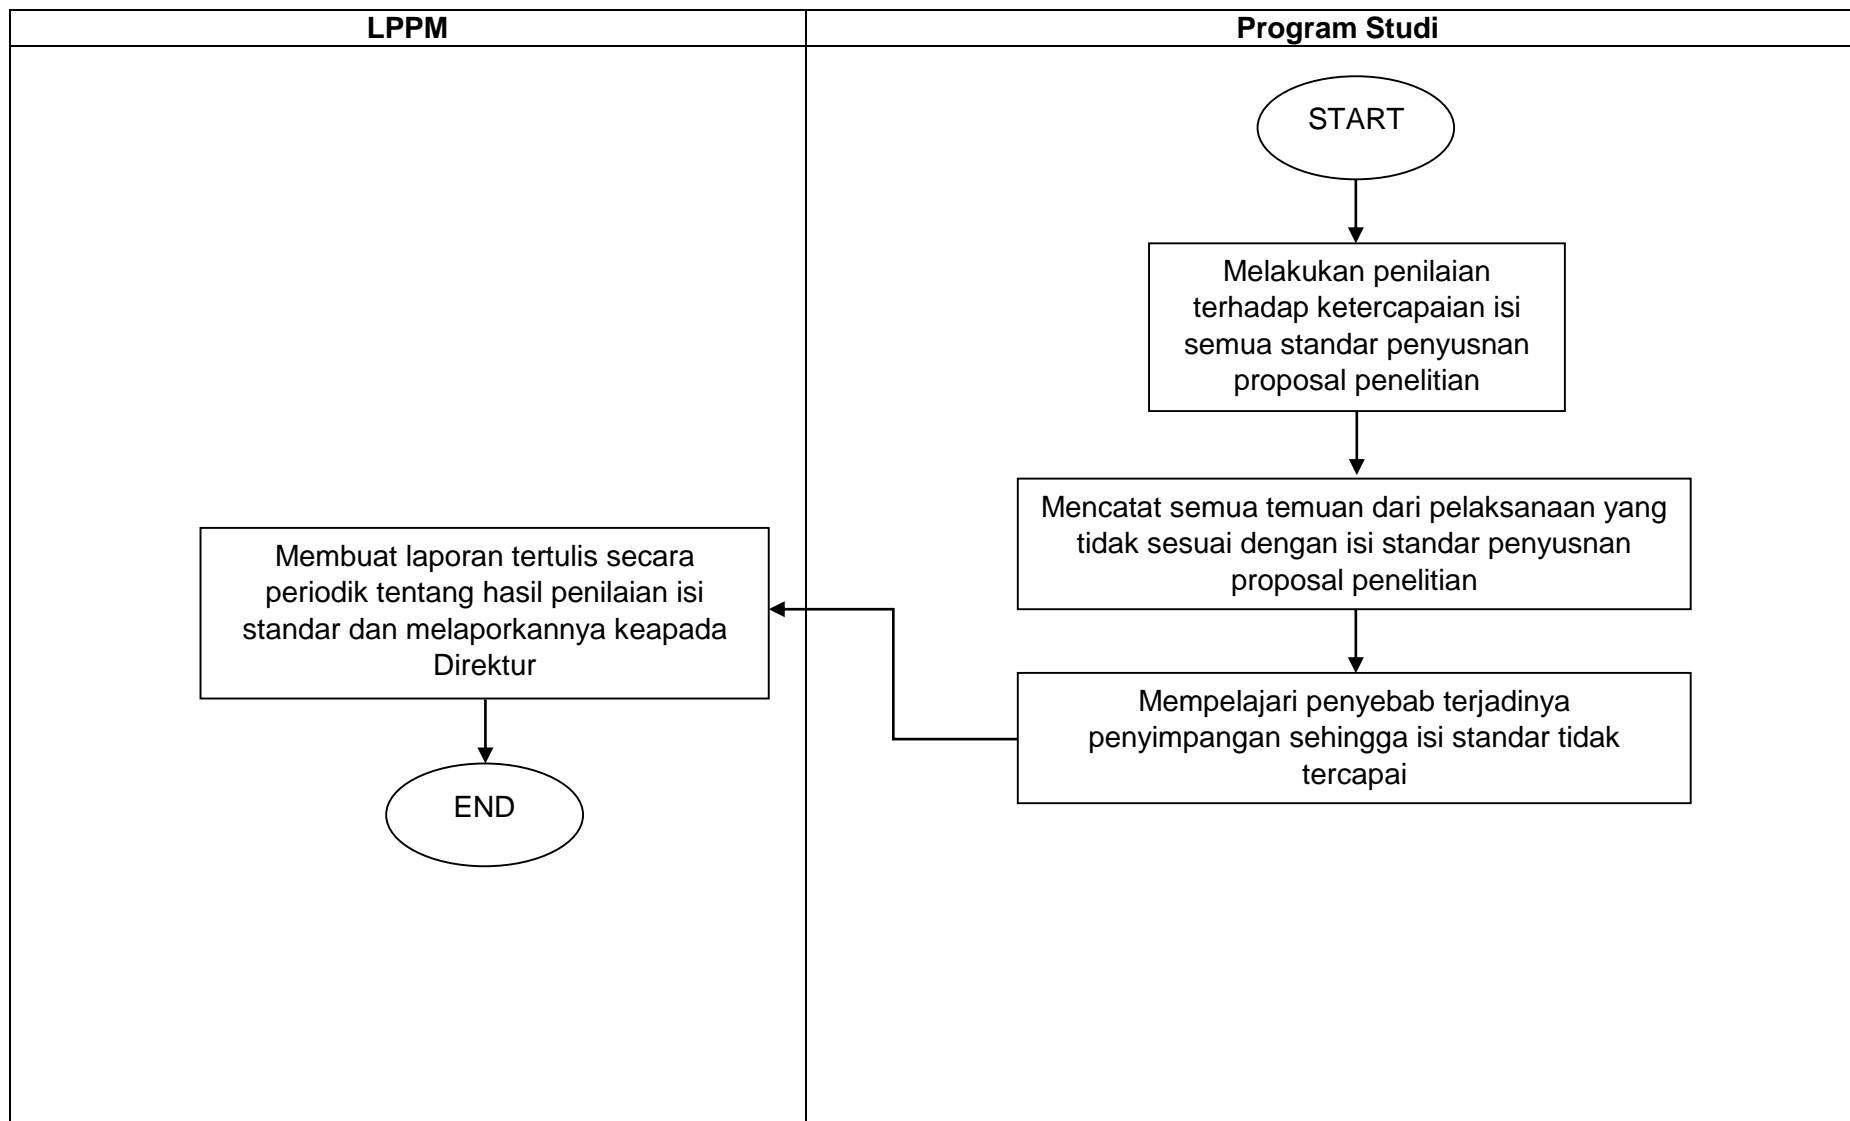 LPPM
Program Studi
START
Melakukan penilaian
terhadap ketercapaian isi
semua standar penyusnan
proposal penelitian
Mencatat semua temuan dari pelaksanaan yang
tidak sesuai dengan isi standar penyusnan
proposal penelitian
Mempelajari penyebab terjadinya
penyimpangan sehingga isi standar tidak
tercapai
Membuat laporan tertulis secara
periodik tentang hasil penilaian isi
standar dan melaporkannya keapada
Direktur
END